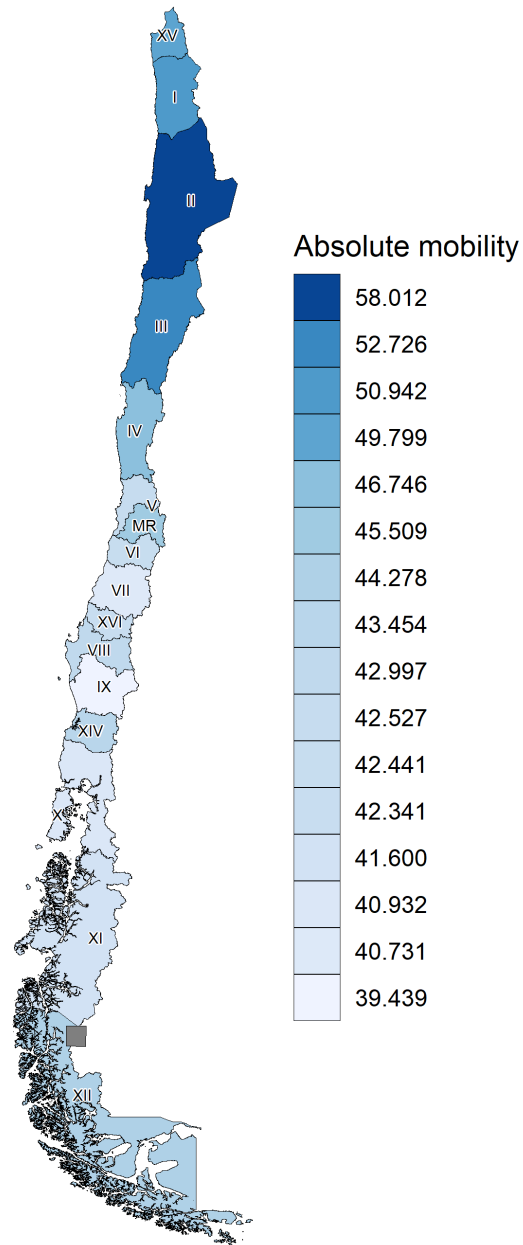 XV
I
II
III
IV
V
MR
VI
VII
XVI
VIII
IX
XIV
X
XI
XII
Absolute mobility
58.012
52.726
50.942
49.799
46.746
45.509
44.278
43.454
42.997
42.527
42.441
42.341
41.600
40.932
40.731
39.439